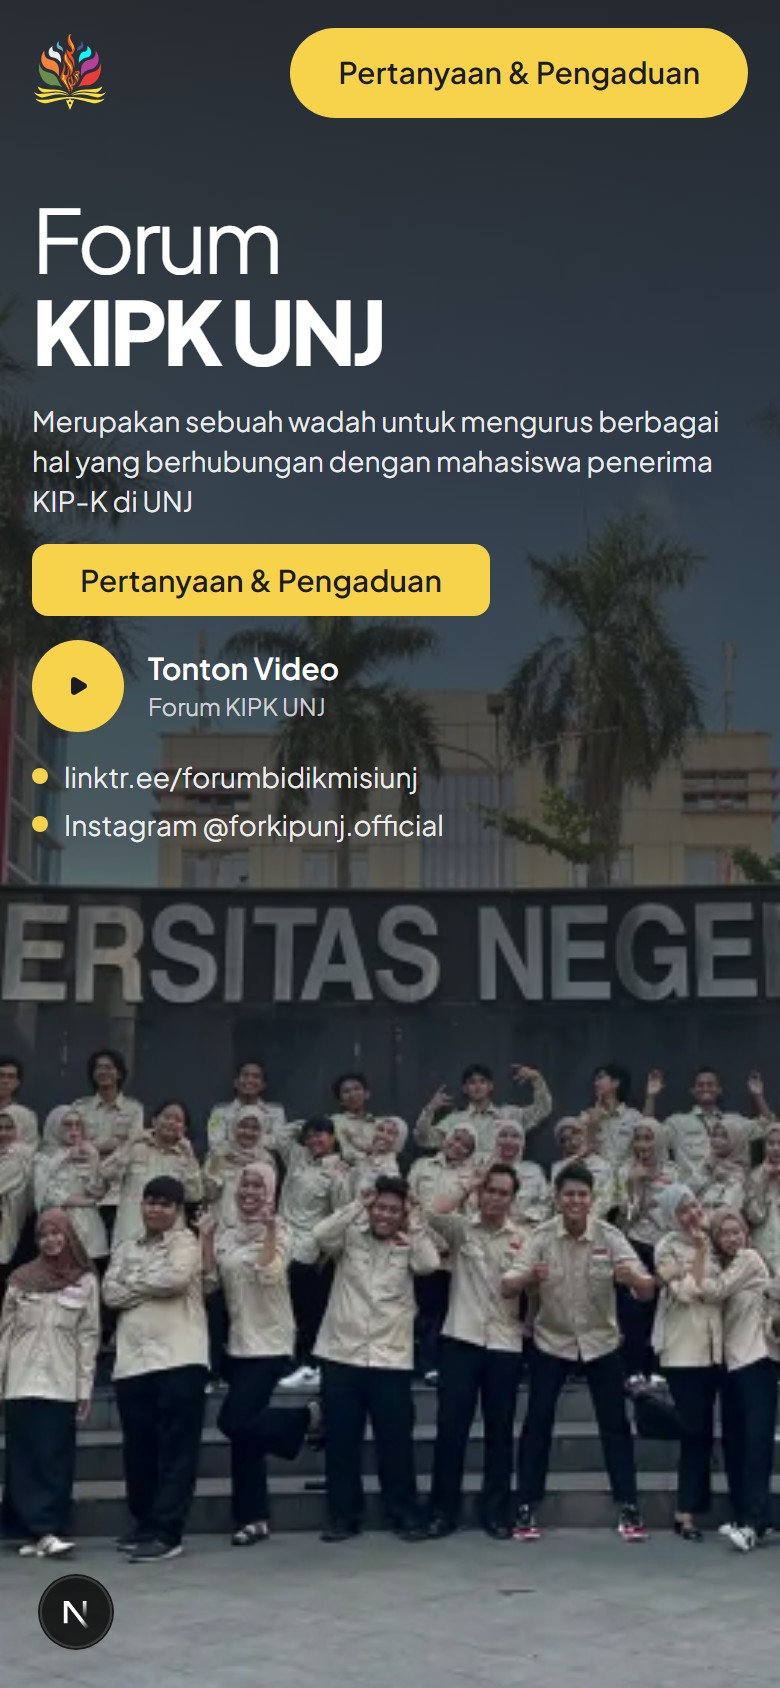 Pertanyaan & Pengaduan
Forum
KIPK UNJ
Merupakan sebuah wadah untuk mengurus berbagai
hal yang berhubungan dengan mahasiswa penerima
KIP-K di UNJ
Pertanyaan & Pengaduan
Tonton Video
Forum KIPK UNJ
linktr.ee/forumbidikmisiunj
Instagram @forkipunj.official
ERSITAS NEGE
N